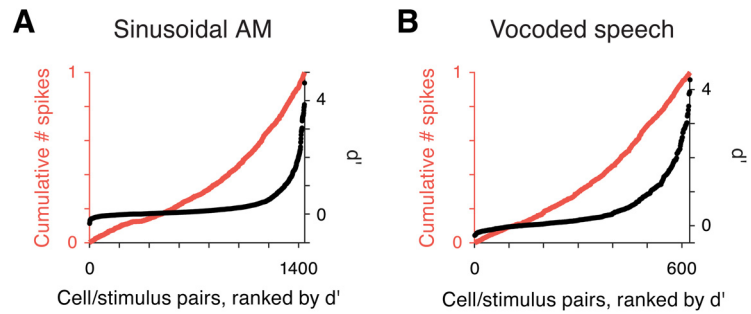 A
Sinusoidal AM
Cumulative # spikes
1
0
4
0
d'
0
1400
Cell/stimulus pairs, ranked by d'
B
Vocoded speech
Cumulative # spikes
1
0
4
0
d'
0
600
Cell/stimulus pairs, ranked by d'